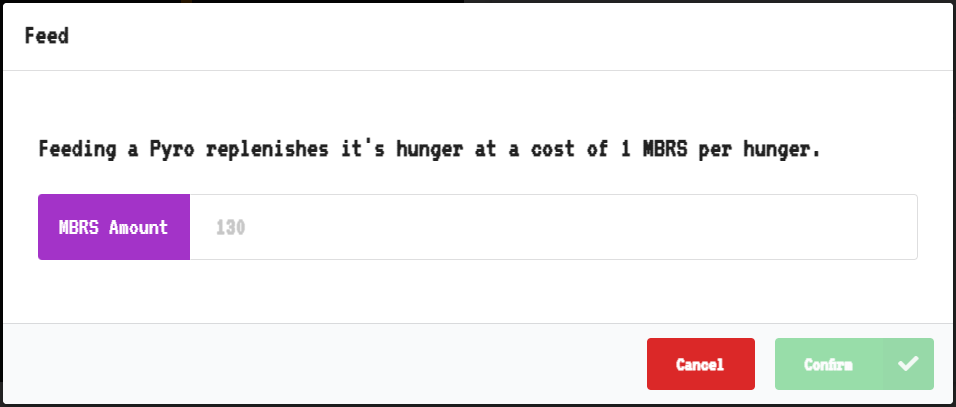 Feed
Feeding a Pyro replenishes it's hunger at a cost of 1 MBRS per hunger.
MBRS Amount 130
Cancel Confirm